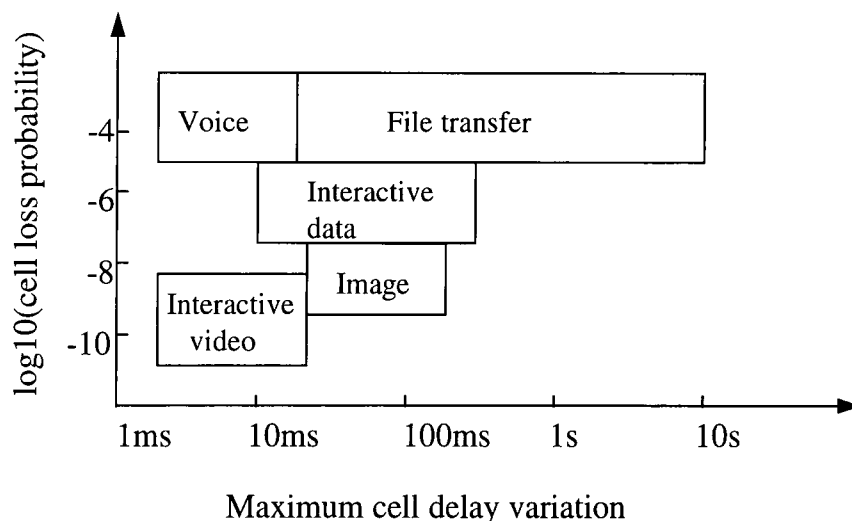 log10(cell loss probability)
-4
-6
-8
-10
Voice
File transfer
Interactive
data
Image
Interactive
video
1ms
10ms
100ms
1s
10s
Maximum cell delay variation